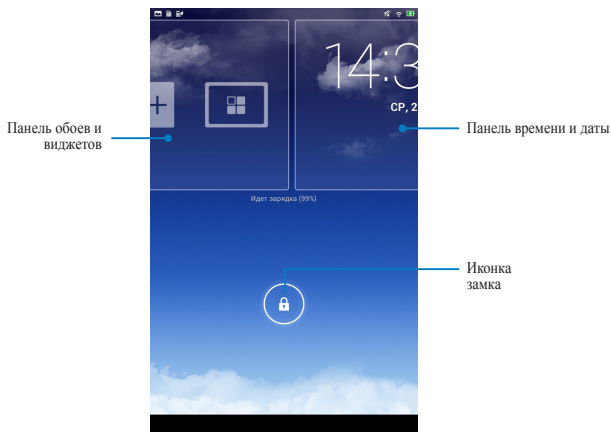 14:3
СР, 2
Панель обоев и
виджетов
Панель времени и даты
Идет зарядка (99%)
Иконка
замка